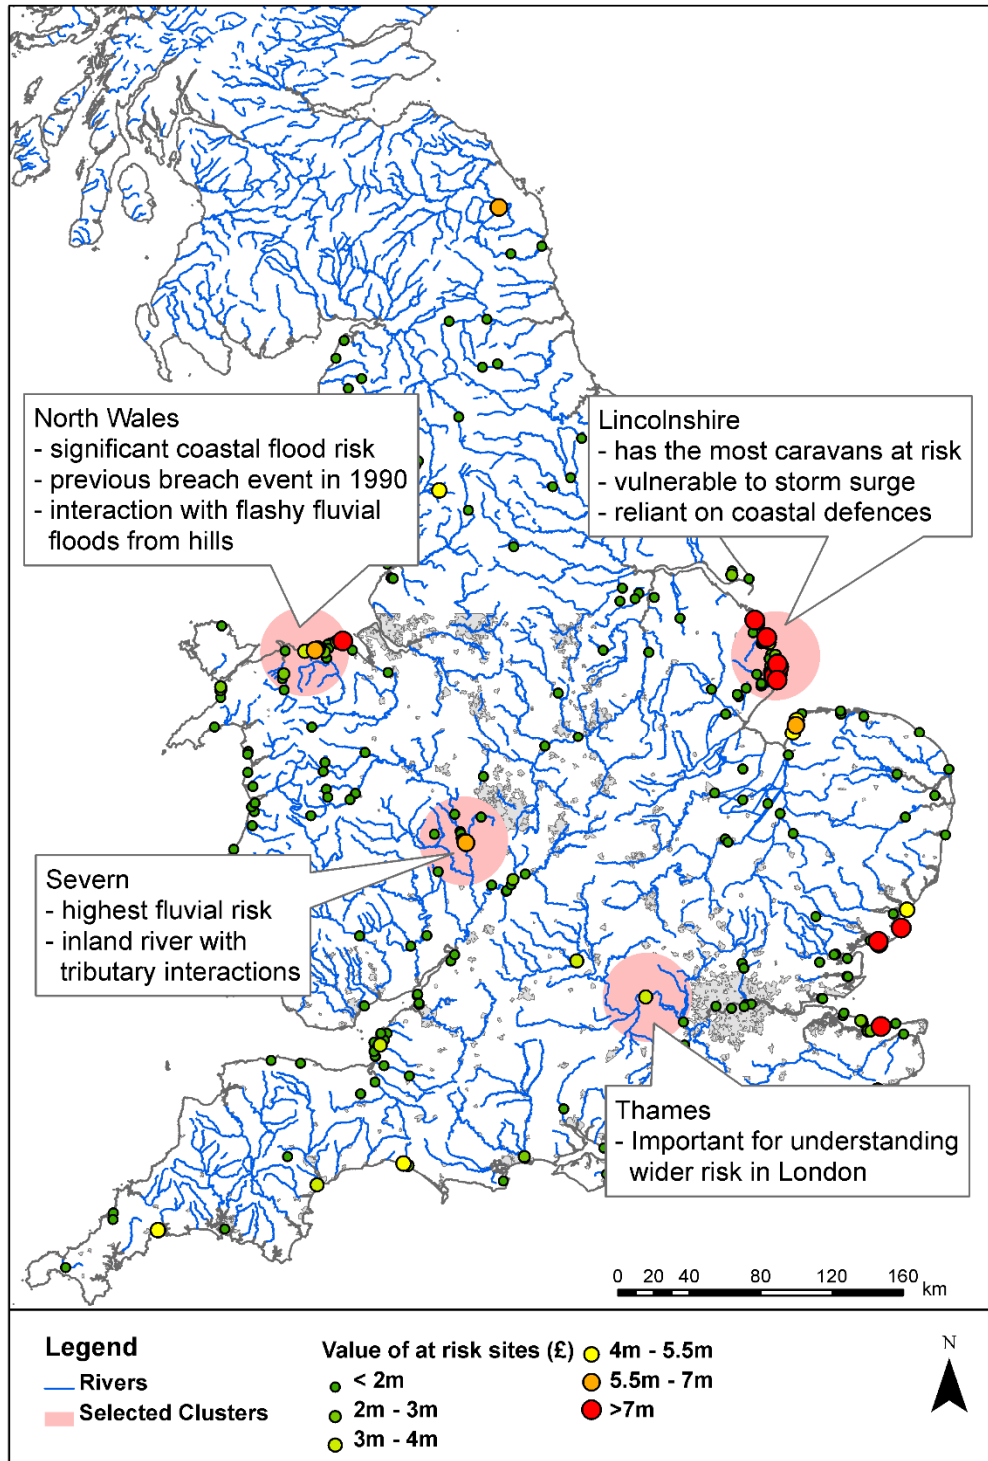 North Wales
- significant coastal flood risk
- previous breach event in 1990
- interaction with flashy fluvial
floods from hills
Lincolnshire
- has the most caravans at risk
- vulnerable to storm surge
- reliant on coastal defences
Severn
- highest fluvial risk
- inland river with
tributary interactions
Thames
- Important for understanding
wider risk in London
0 20 40 80 120 160
km
Legend
Rivers
Selected Clusters
Value of at risk sites (£)
< 2m
2m - 3m
3m - 4m
4m - 5.5m
5.5m - 7m
>7m
N